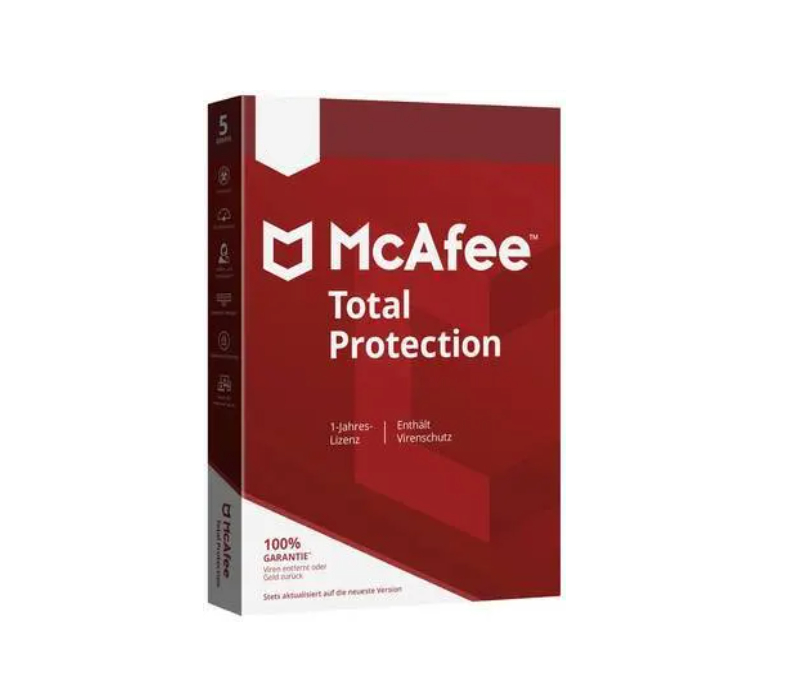 5
McAfee™
Total
Protection
1-Jahres-
Lizenz
Enthält
Virenschutz
100%
GARANTIE*
Viren entfernt oder
Geld zurück
Stets aktualisiert auf die neueste Version
McAfee
Total Protection